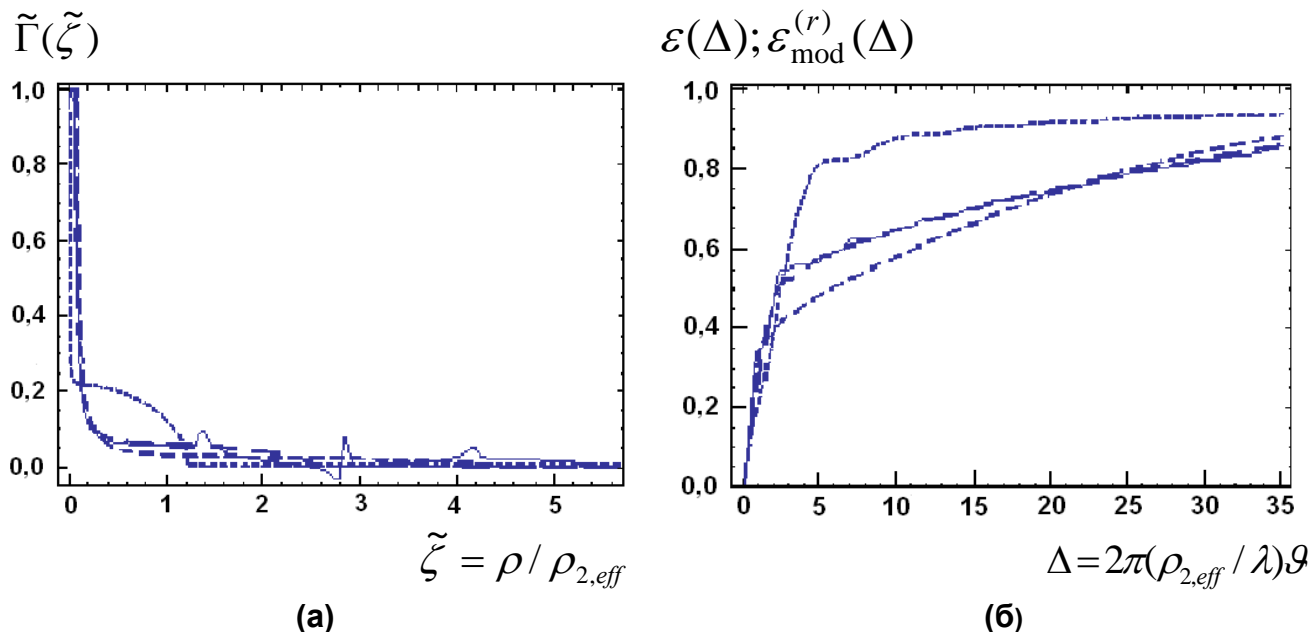 Γ̃(ζ̃)
1,0
0,8
0,6
0,4
0,2
0,0
0 1 2 3 4 5
ζ̃ = ρ / ρ₂,eff
(а)
ε(Δ); ε_mod^(r)(Δ)
1,0
0,8
0,6
0,4
0,2
0,0
0 5 10 15 20 25 30 35
Δ = 2π(ρ₂,eff / λ)ϑ
(б)